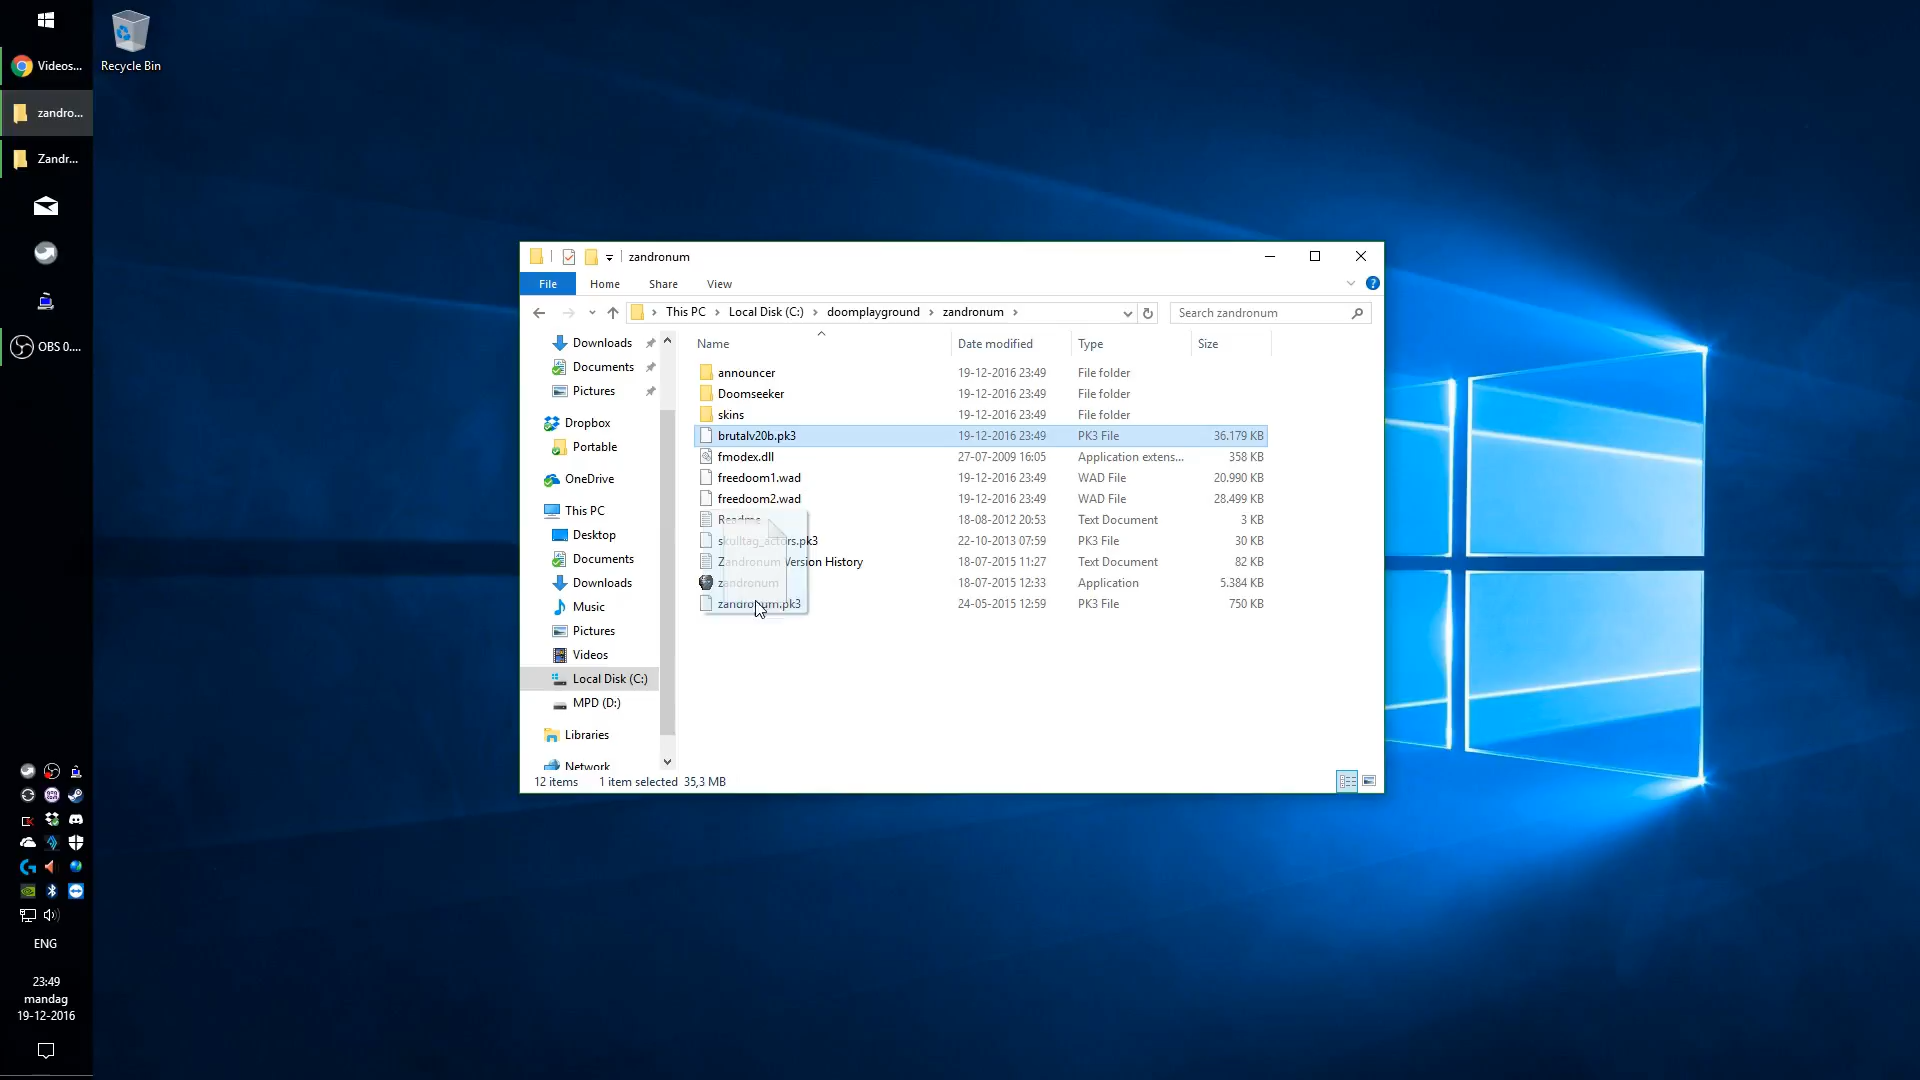 Recycle Bin
Videos...
zandro...
Zandr...
OBS 0....
ENG
23:49
mandag
19-12-2016
zandronum
File Home Share View
This PC Local Disk (C:) doomplayground zandronum
Search zandronum
Downloads
Documents
Pictures
Dropbox
Portable
OneDrive
This PC
Desktop
Documents
Downloads
Music
Pictures
Videos
Local Disk (C:)
MPD (D:)
Libraries
Network
Name Date modified Type Size
announcer 19-12-2016 23:49 File folder
Doomseeker 19-12-2016 23:49 File folder
skins 19-12-2016 23:49 File folder
brutalv20b.pk3 19-12-2016 23:49 PK3 File 36.179 KB
fmodex.dll 27-07-2009 16:05 Application extens... 358 KB
freedoom1.wad 19-12-2016 23:49 WAD File 20.990 KB
freedoom2.wad 19-12-2016 23:49 WAD File 28.499 KB
Readme 18-08-2012 20:53 Text Document 3 KB
skulltag_actors.pk3 22-10-2013 07:59 PK3 File 30 KB
Zandronum Version History 18-07-2015 11:27 Text Document 82 KB
zandronum 18-07-2015 12:33 Application 5.384 KB
zandronum.pk3 24-05-2015 12:59 PK3 File 750 KB
12 items 1 item selected 35,3 MB